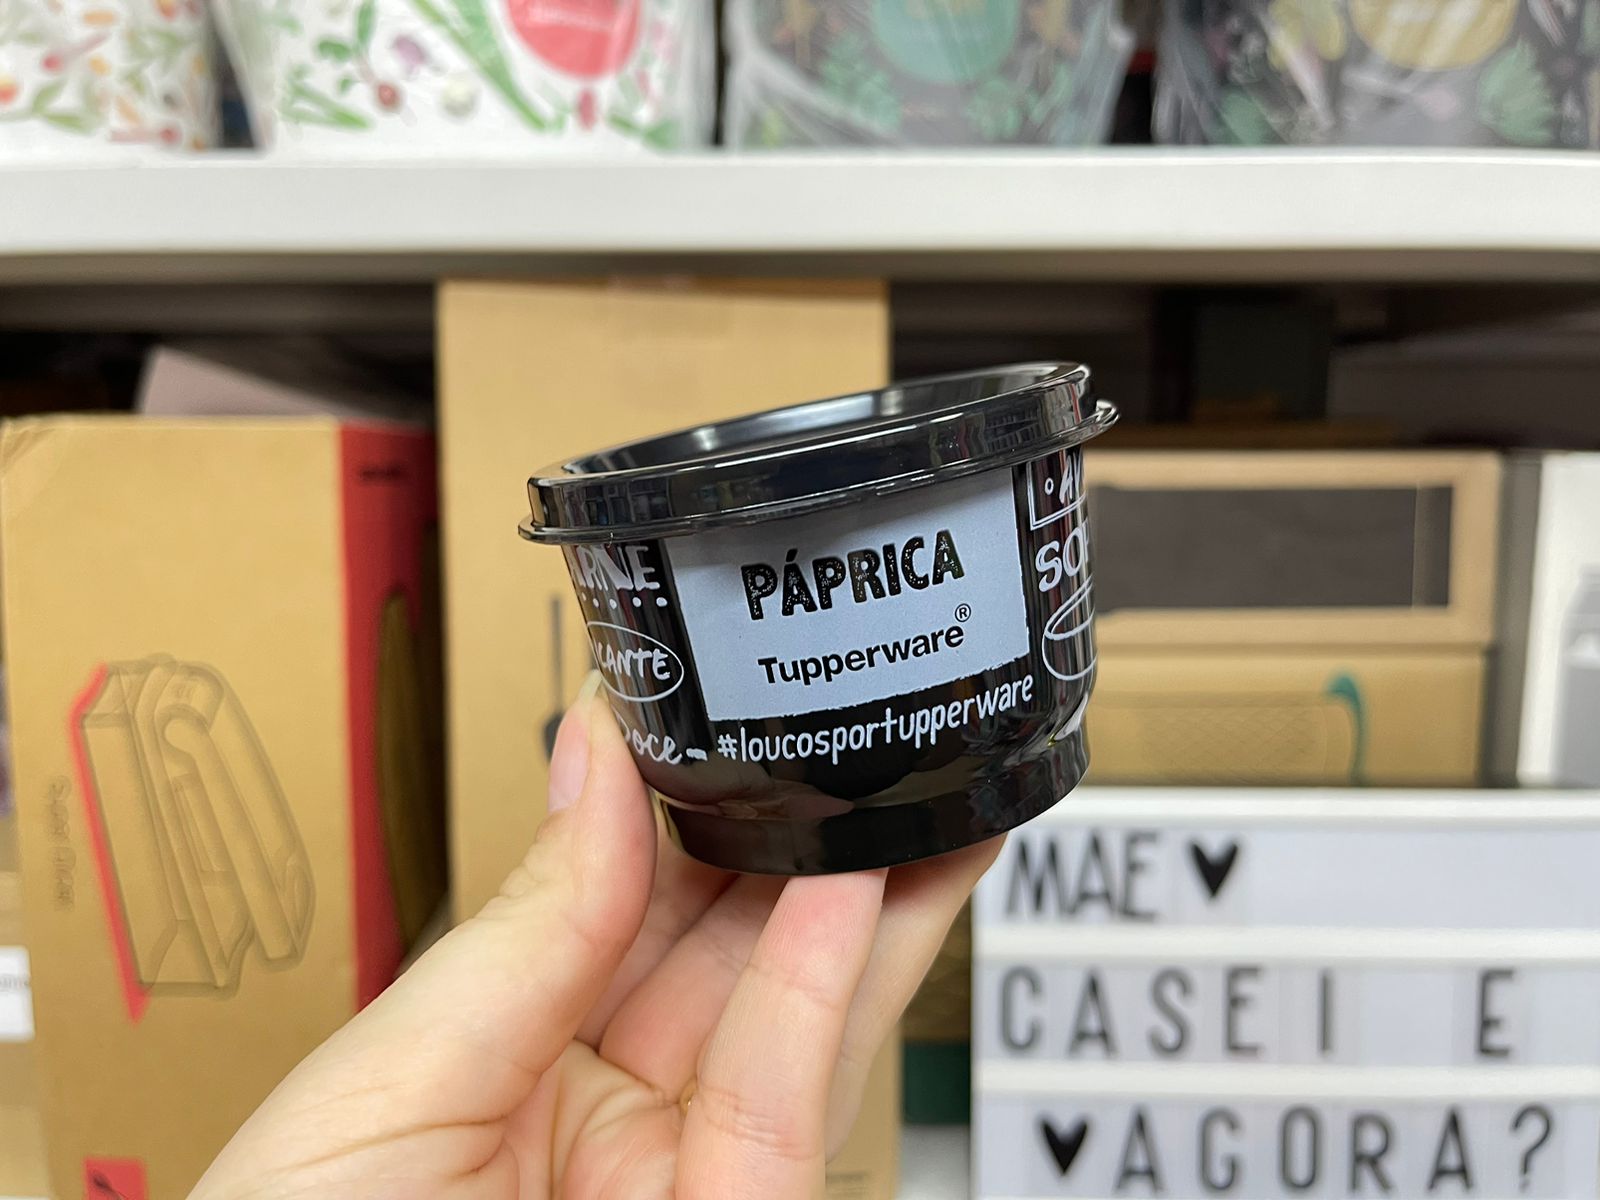 PÁPRICA
Tupperware®
#loucosportupperware
MAE ♥
CASEI E
♥ AGORA?